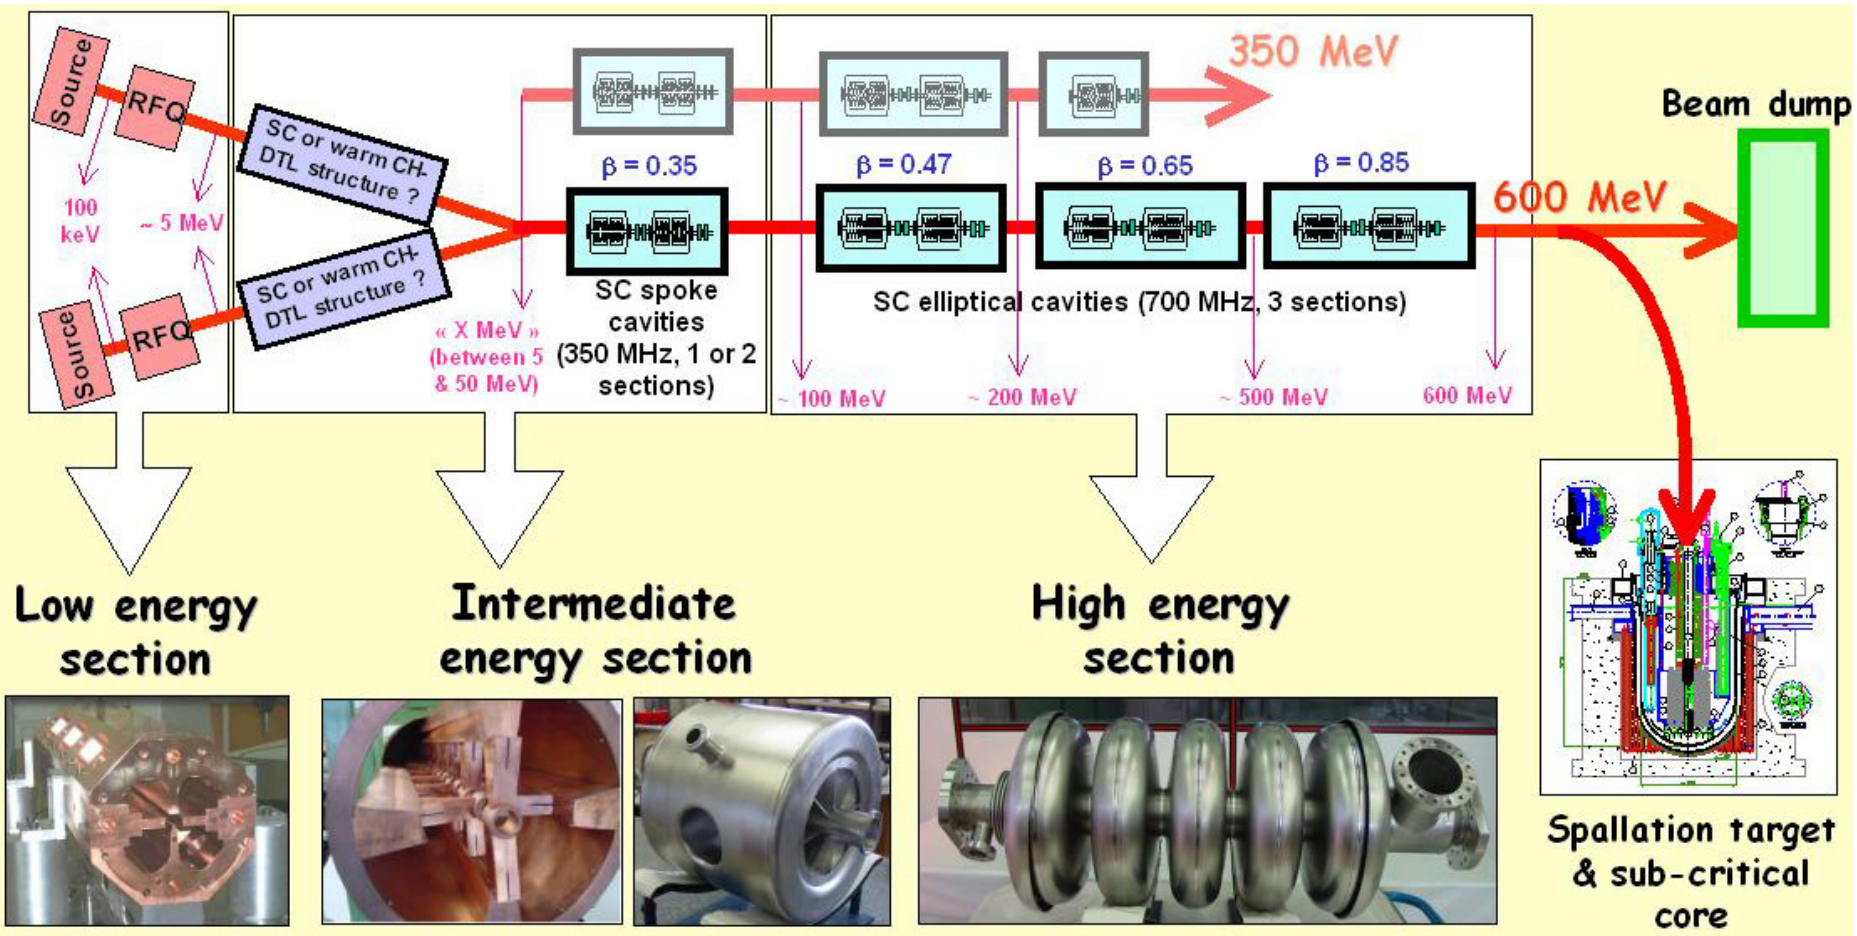 Source
RFQ
SC or warm CH-
DTL structure ?
100
keV
~ 5 MeV
Source
RFQ
SC or warm CH-
DTL structure ?
« X MeV »
(between 5
& 50 MeV)
350 MeV
β = 0.35
β = 0.47
β = 0.65
β = 0.85
SC spoke
cavities
(350 MHz, 1 or 2
sections)
SC elliptical cavities (700 MHz, 3 sections)
~ 100 MeV
~ 200 MeV
~ 500 MeV
600 MeV
600 MeV
Beam dump
Low energy
section
Intermediate
energy section
High energy
section
Spallation target
& sub-critical
core